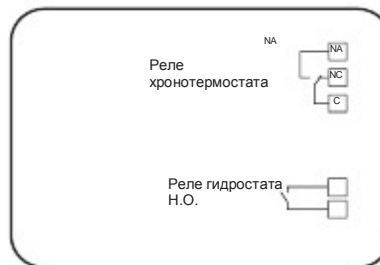 NA
NA
Реле
хронотермостата
NC
C
Реле гидростата
Н.О.